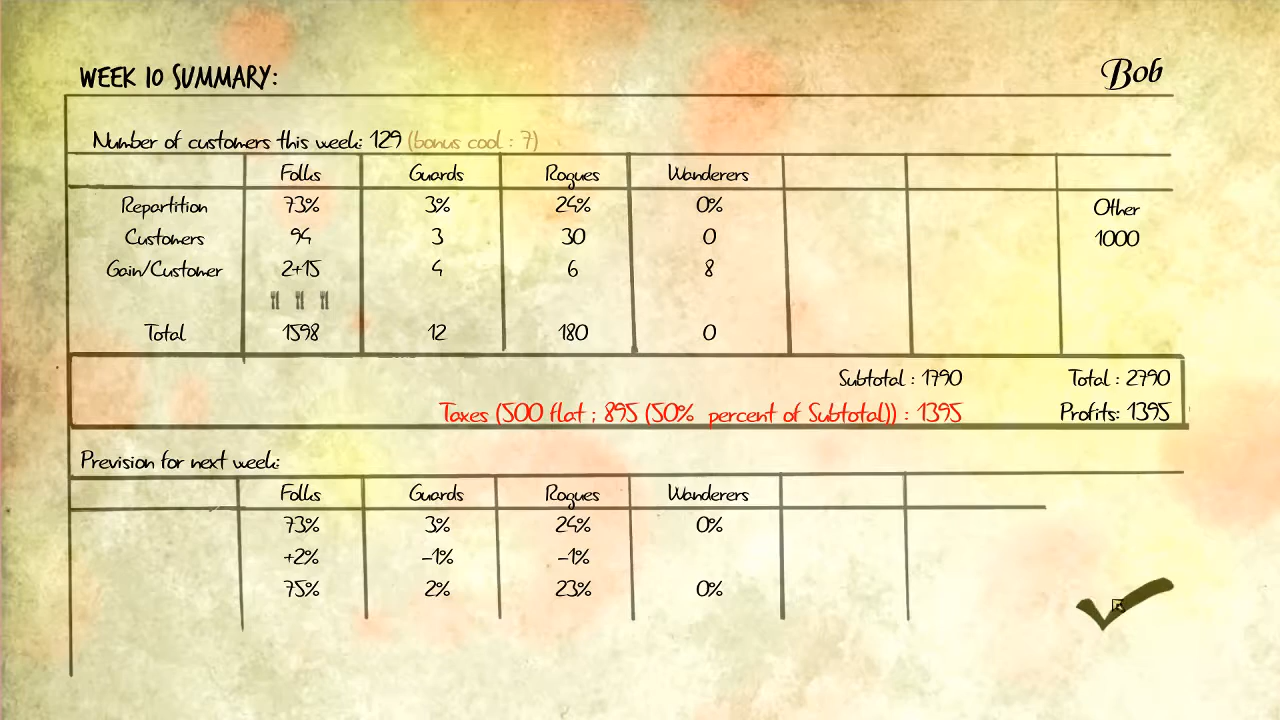 WEEK 10 SUMMARY: Bob
Number of customers this week: 129 (bonus cool : 7)
Folks Guards Rogues Wanderers
Repartition 73% 3% 24% 0% Other
Customers 94 3 30 0 1000
Gain/Customer 2+15 4 6 8
Total 1598 12 180 0
Subtotal : 1790 Total : 2790
Taxes (500 flat ; 895 (50% percent of Subtotal)) : 1395 Profits: 1395
Prevision for next week:
Folks Guards Rogues Wanderers
73% 3% 24% 0%
+2% -1% -1%
75% 2% 23% 0%